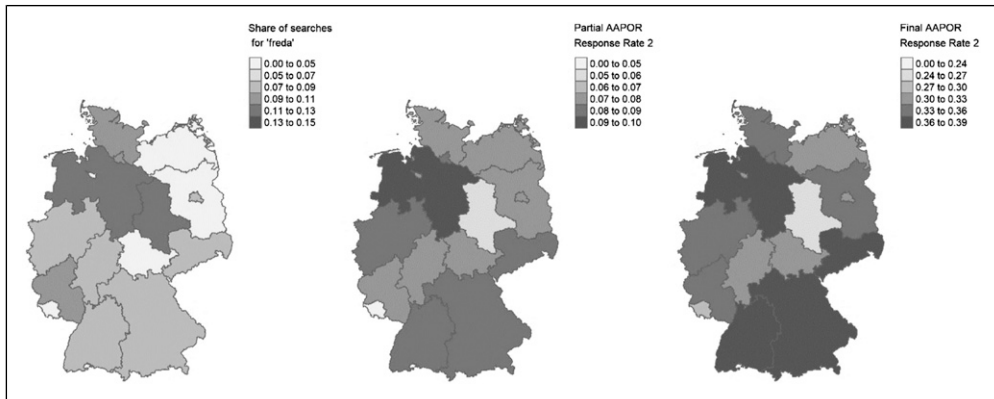 Share of searches
for 'freda'
0.00 to 0.05
0.05 to 0.07
0.07 to 0.09
0.09 to 0.11
0.11 to 0.13
0.13 to 0.15
Partial AAPOR
Response Rate 2
0.00 to 0.05
0.05 to 0.06
0.06 to 0.07
0.07 to 0.08
0.08 to 0.09
0.09 to 0.10
Final AAPOR
Response Rate 2
0.00 to 0.24
0.24 to 0.27
0.27 to 0.30
0.30 to 0.33
0.33 to 0.36
0.36 to 0.39